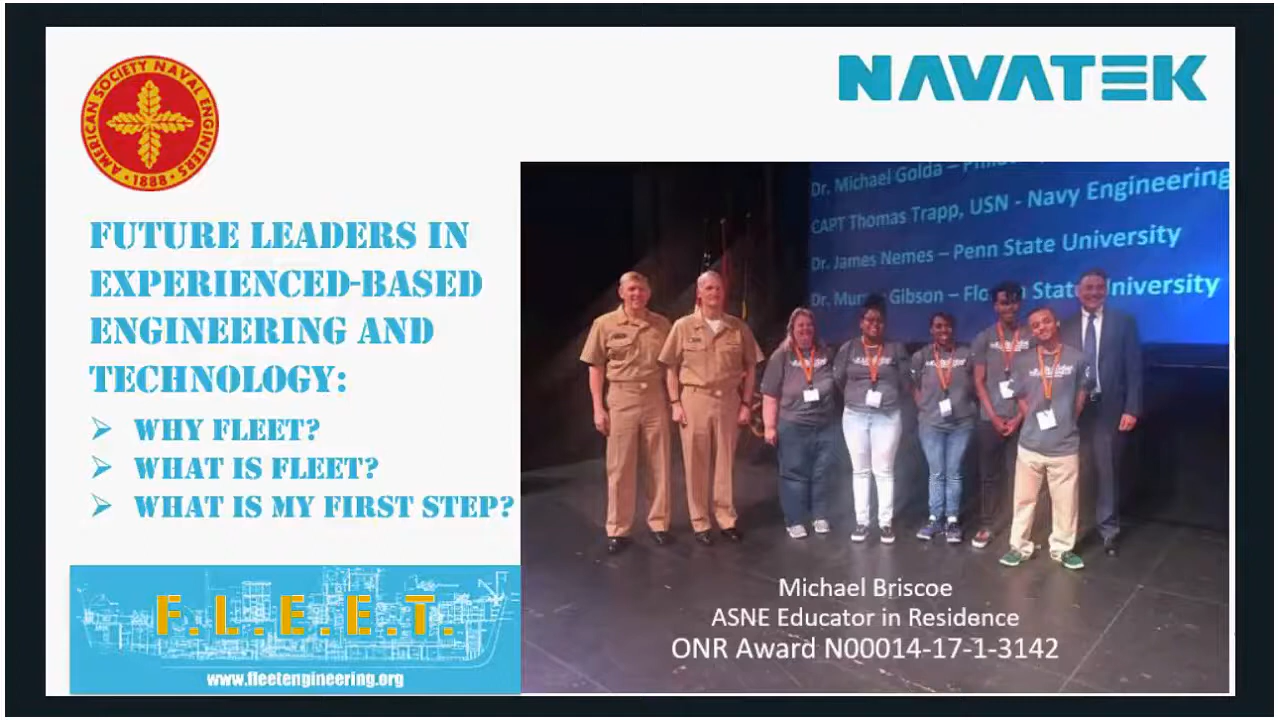 AMERICAN SOCIETY NAVAL ENGINEERS
• 1888 •
NAVATEK
FUTURE LEADERS IN
EXPERIENCED-BASED
ENGINEERING AND
TECHNOLOGY:
➢ WHY FLEET?
➢ WHAT IS FLEET?
➢ WHAT IS MY FIRST STEP?
F.L.E.E.T.
www.fleetengineering.org
Dr. Michael Golda –
CAPT Thomas Trapp, USN - Navy Engineering
Dr. James Nemes – Penn State University
Dr. Gibson – State University
Michael Briscoe
ASNE Educator in Residence
ONR Award N00014-17-1-3142